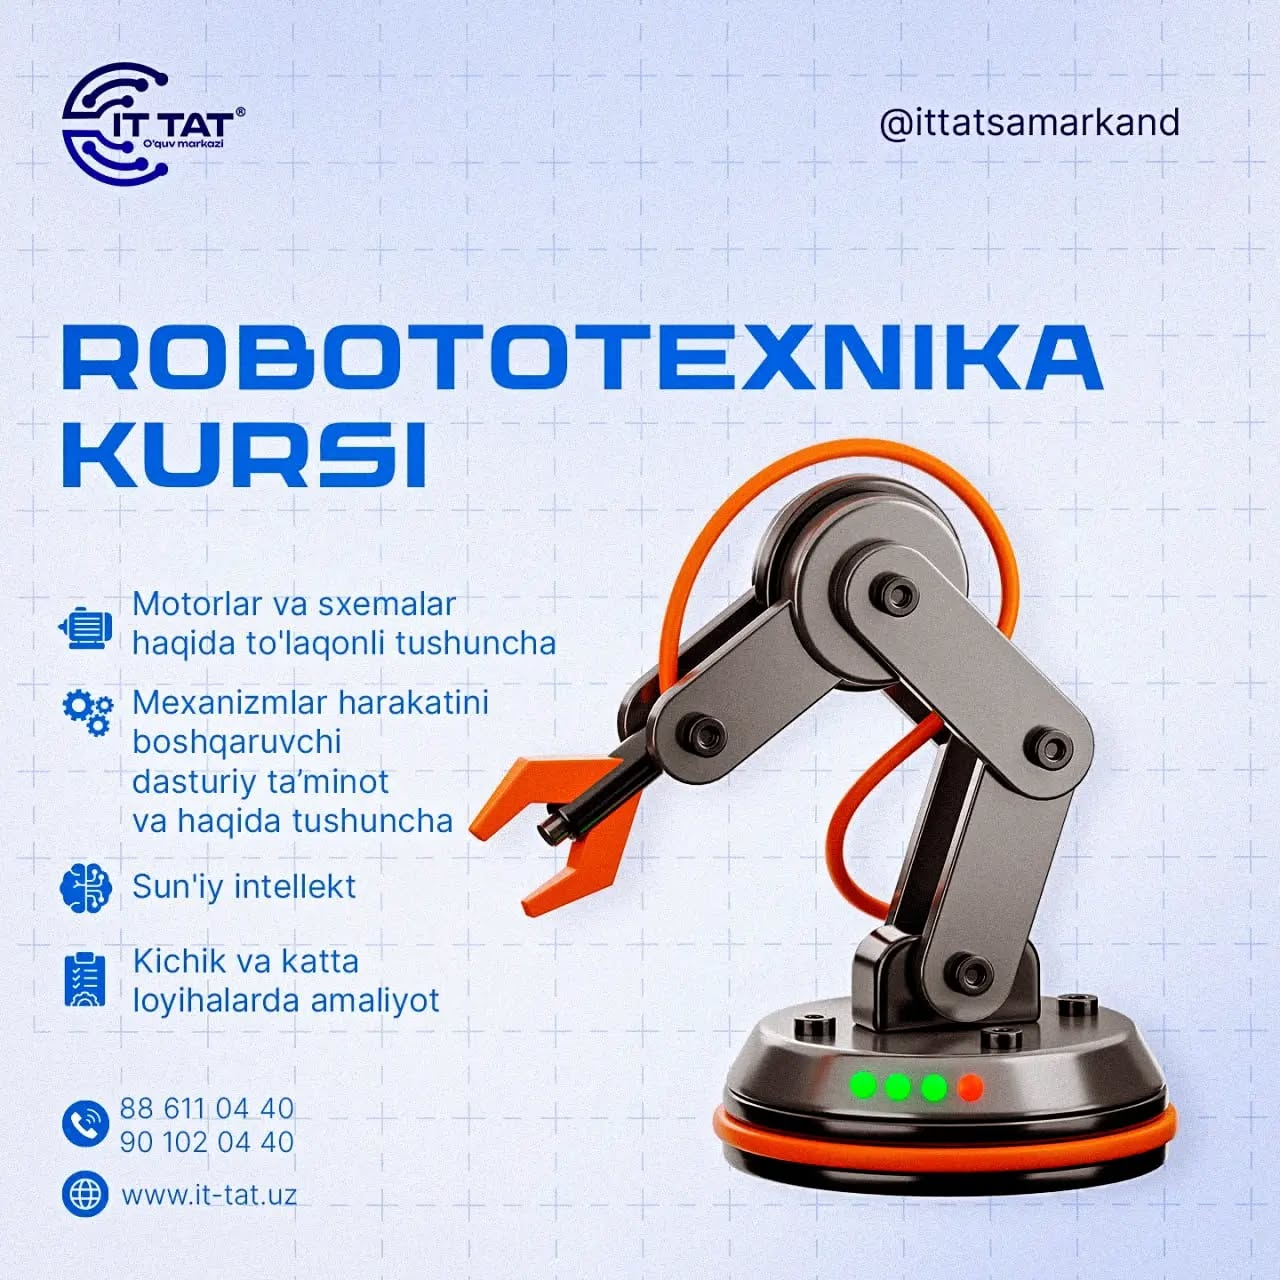 IT TAT®
O'quv markazi
@ittatsamarkand
ROBOTOTEXNIKA
KURSI
Motorlar va sxemalar
haqida to'laqonli tushuncha
Mexanizmlar harakatini
boshqaruvchi
dasturiy ta’minot
va haqida tushuncha
Sun'iy intellekt
Kichik va katta
loyihalarda amaliyot
88 611 04 40
90 102 04 40
www.it-tat.uz